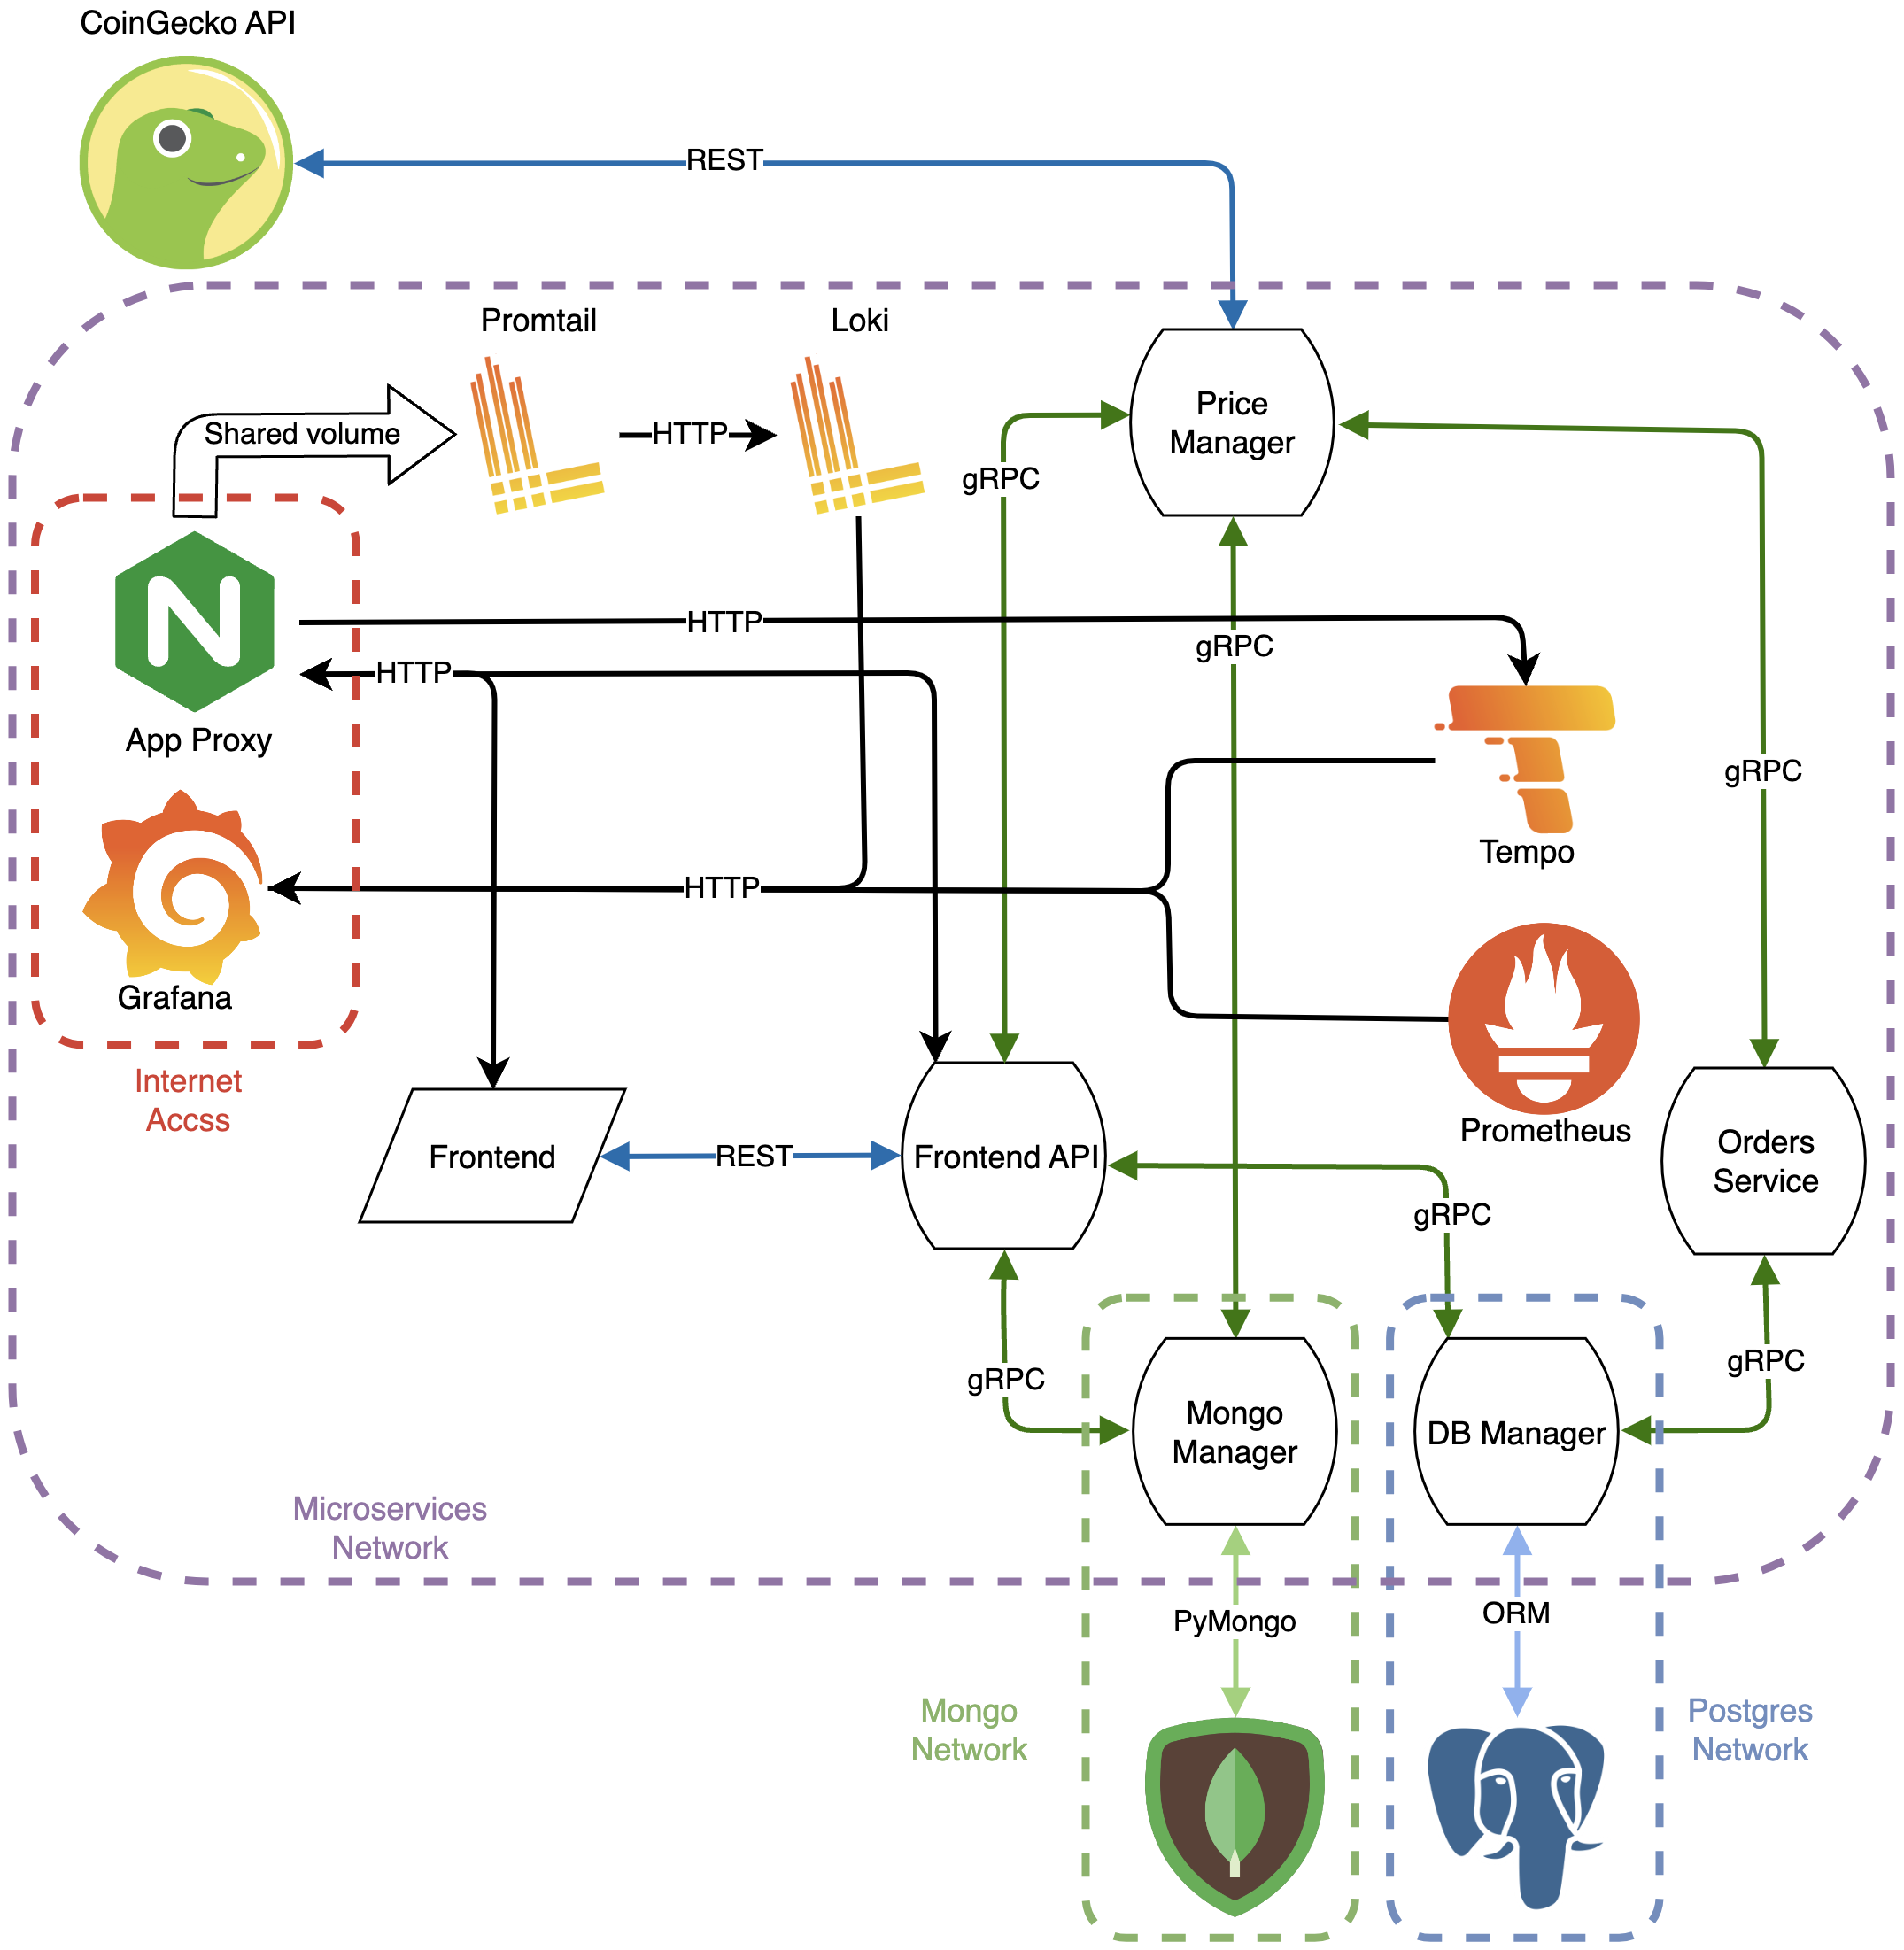 CoinGecko API
REST
Promtail
Loki
Price
Manager
Shared volume
HTTP
gRPC
N
HTTP
gRPC
HTTP
App Proxy
gRPC
Tempo
HTTP
Grafana
Internet
Accss
Prometheus
Frontend
REST
Frontend API
Orders
Service
gRPC
gRPC
gRPC
Mongo
Manager
DB Manager
Microservices
Network
PyMongo
ORM
Mongo
Network
Postgres
Network